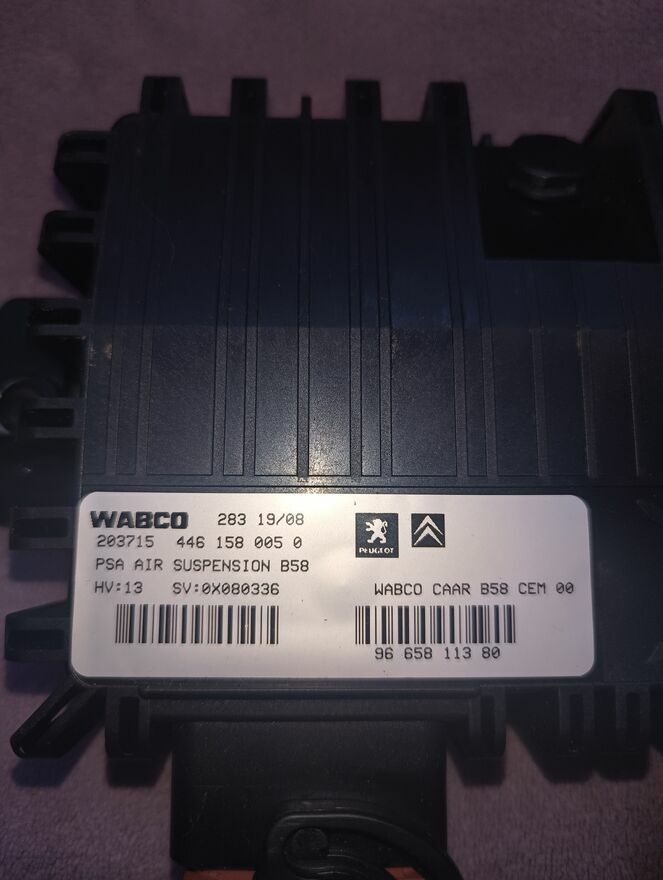 WABCO 283 19/08
203715 446 158 005 0
PEUGEOT
PSA AIR SUSPENSION B58
HV:13 SV:0X080336
WABCO CAAR B58 CEM 00
96 658 113 80